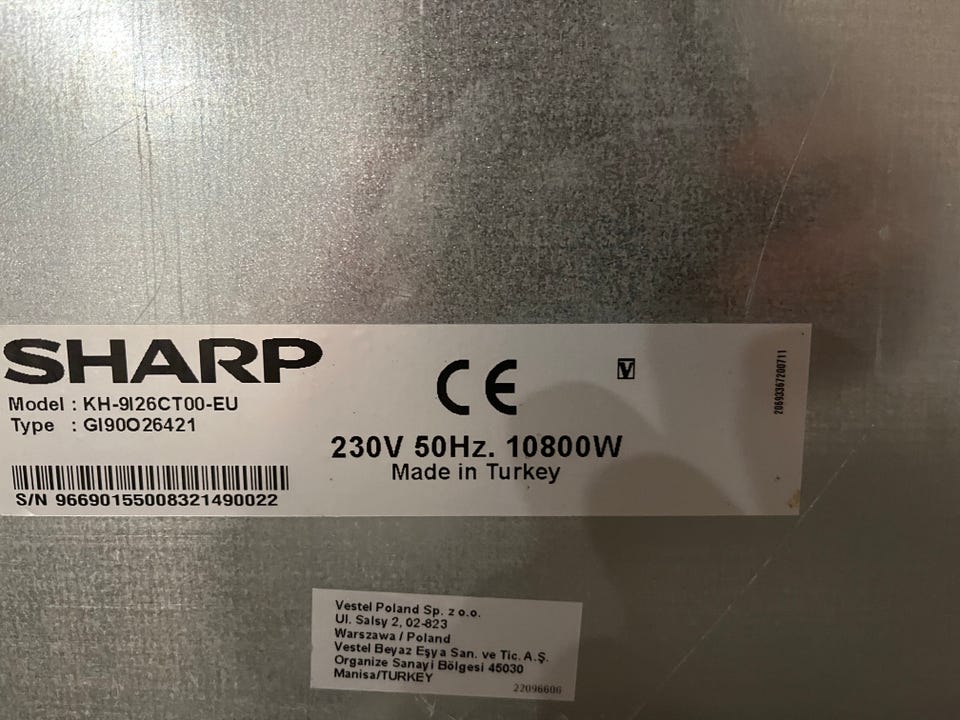 SHARP
Model : KH-9I26CT00-EU
Type : GI90O26421
S/N 96690155008321490022
CE
V
230V 50Hz. 10800W
Made in Turkey
20693367200711
Vestel Poland Sp. z o.o.
Ul. Salsy 2, 02-823
Warszawa / Poland
Vestel Beyaz Eşya San. ve Tic. A.Ş.
Organize Sanayi Bölgesi 45030
Manisa/TURKEY
22096606